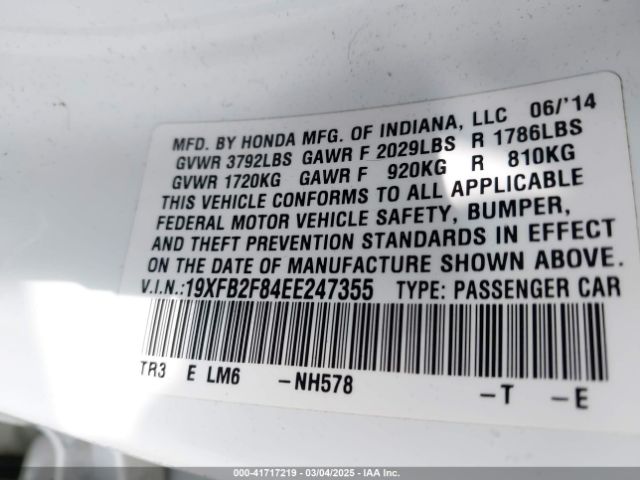 MFD. BY HONDA MFG. OF INDIANA, LLC 06/'14
GVWR 3792LBS GAWR F 2029LBS R 1786LBS
GVWR 1720KG GAWR F 920KG R 810KG
THIS VEHICLE CONFORMS TO ALL APPLICABLE
FEDERAL MOTOR VEHICLE SAFETY, BUMPER,
AND THEFT PREVENTION STANDARDS IN EFFECT
ON THE DATE OF MANUFACTURE SHOWN ABOVE.
V.I.N.:19XFB2F84EE247355 TYPE: PASSENGER CAR
TR3 E LM6 -NH578 -T -E
000-41717219 - 03/04/2025 - IAA Inc.